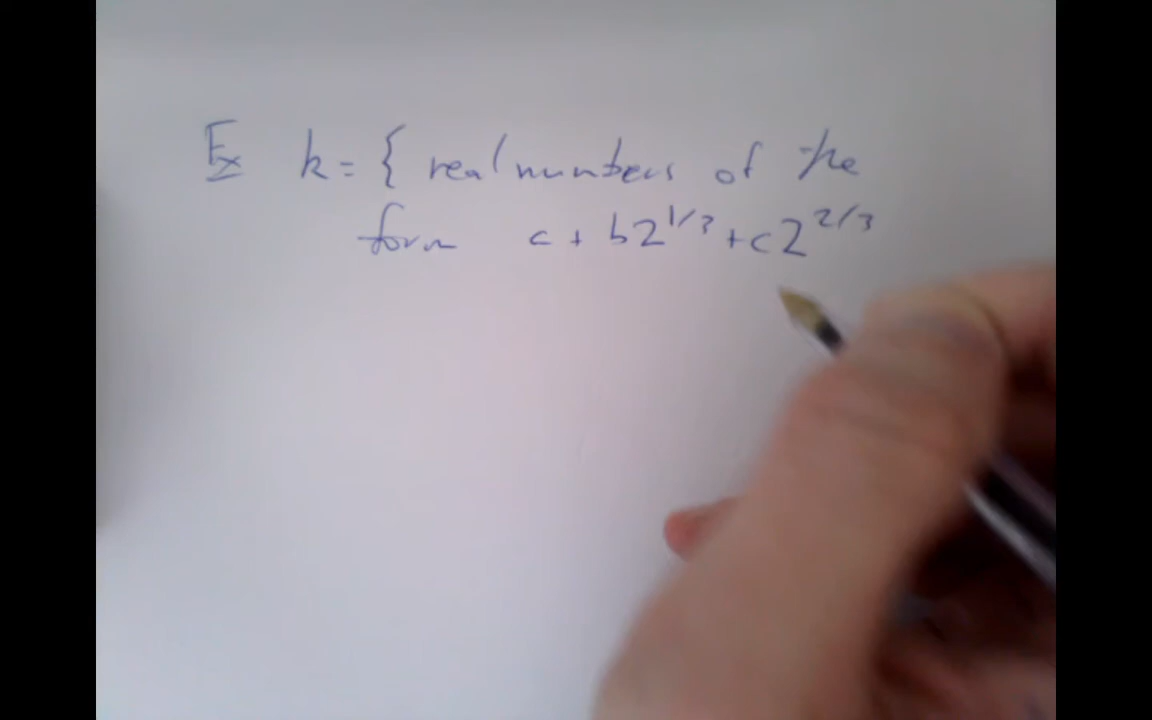 Ex k = { real numbers of the
form c + b2^{1/3} + c2^{2/3}